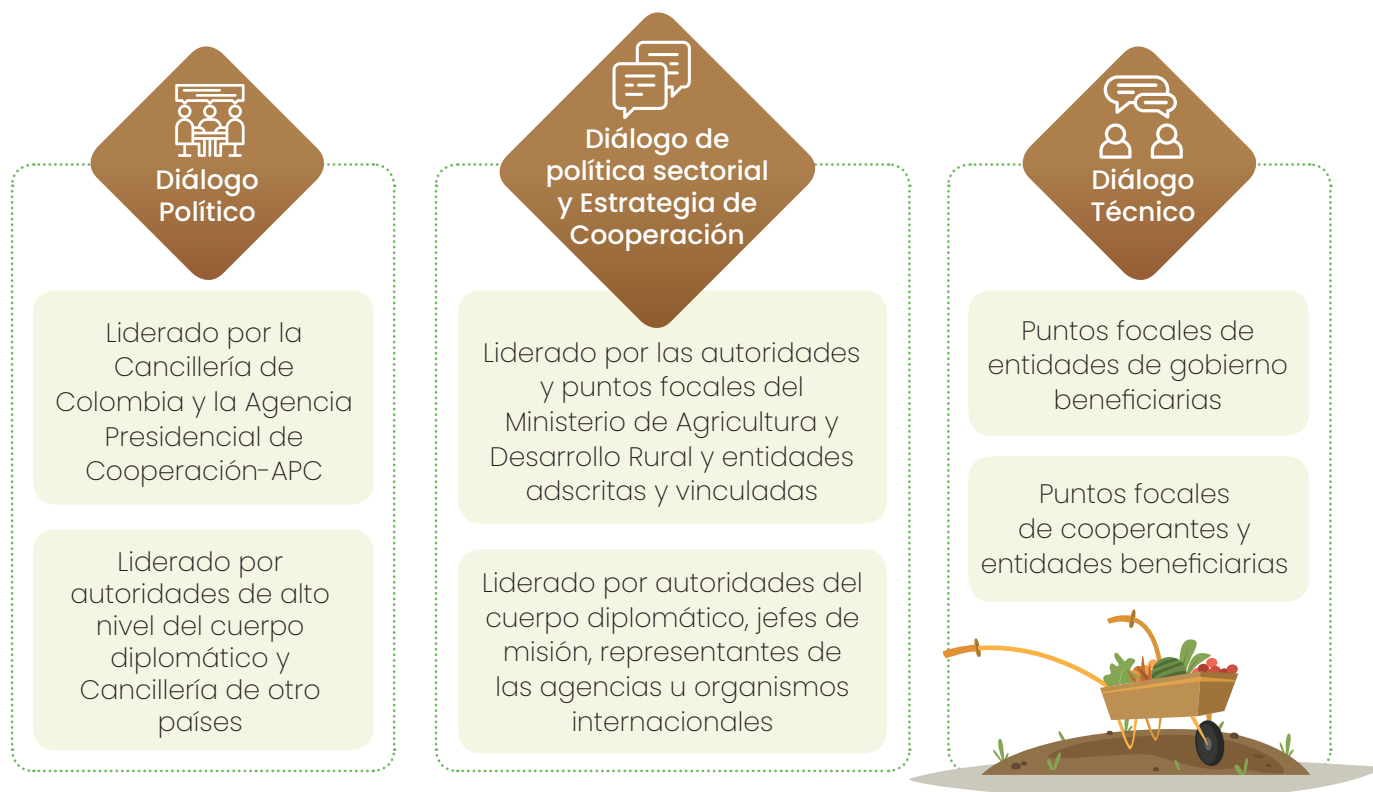 Diálogo
Político
Liderado por la
Cancillería de
Colombia y la Agencia
Presidencial de
Cooperación-APC
Liderado por
autoridades de alto
nivel del cuerpo
diplomático y
Cancillería de otro
países
Diálogo de
política sectorial
y Estrategia de
Cooperación
Liderado por las autoridades
y puntos focales del
Ministerio de Agricultura y
Desarrollo Rural y entidades
adscritas y vinculadas
Liderado por autoridades del
cuerpo diplomático, jefes de
misión, representantes de
las agencias u organismos
internacionales
Diálogo
Técnico
Puntos focales de
entidades de gobierno
beneficiarias
Puntos focales
de cooperantes y
entidades beneficiarias